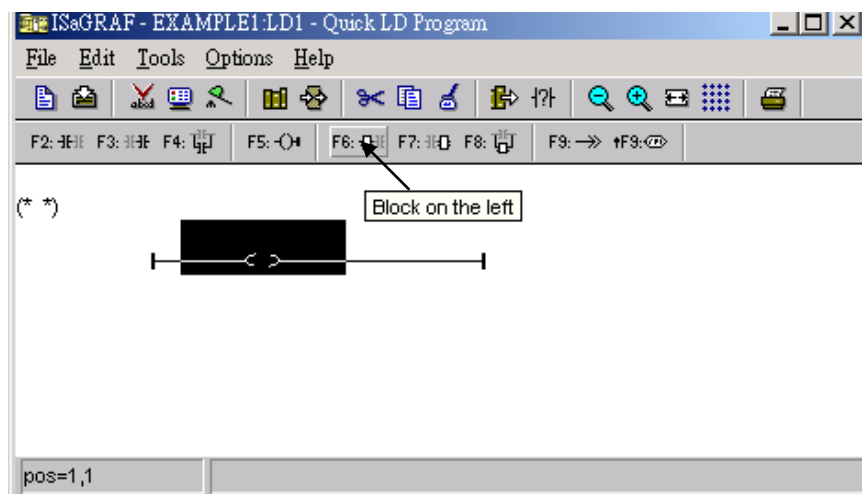 ISaGRAF - EXAMPLE1:LD1 - Quick LD Program
File Edit Tools Options Help
abd
F2: F3: F4: F5: F6: F7: F8: F9: F9:
Block on the left
(* *)
pos=1,1